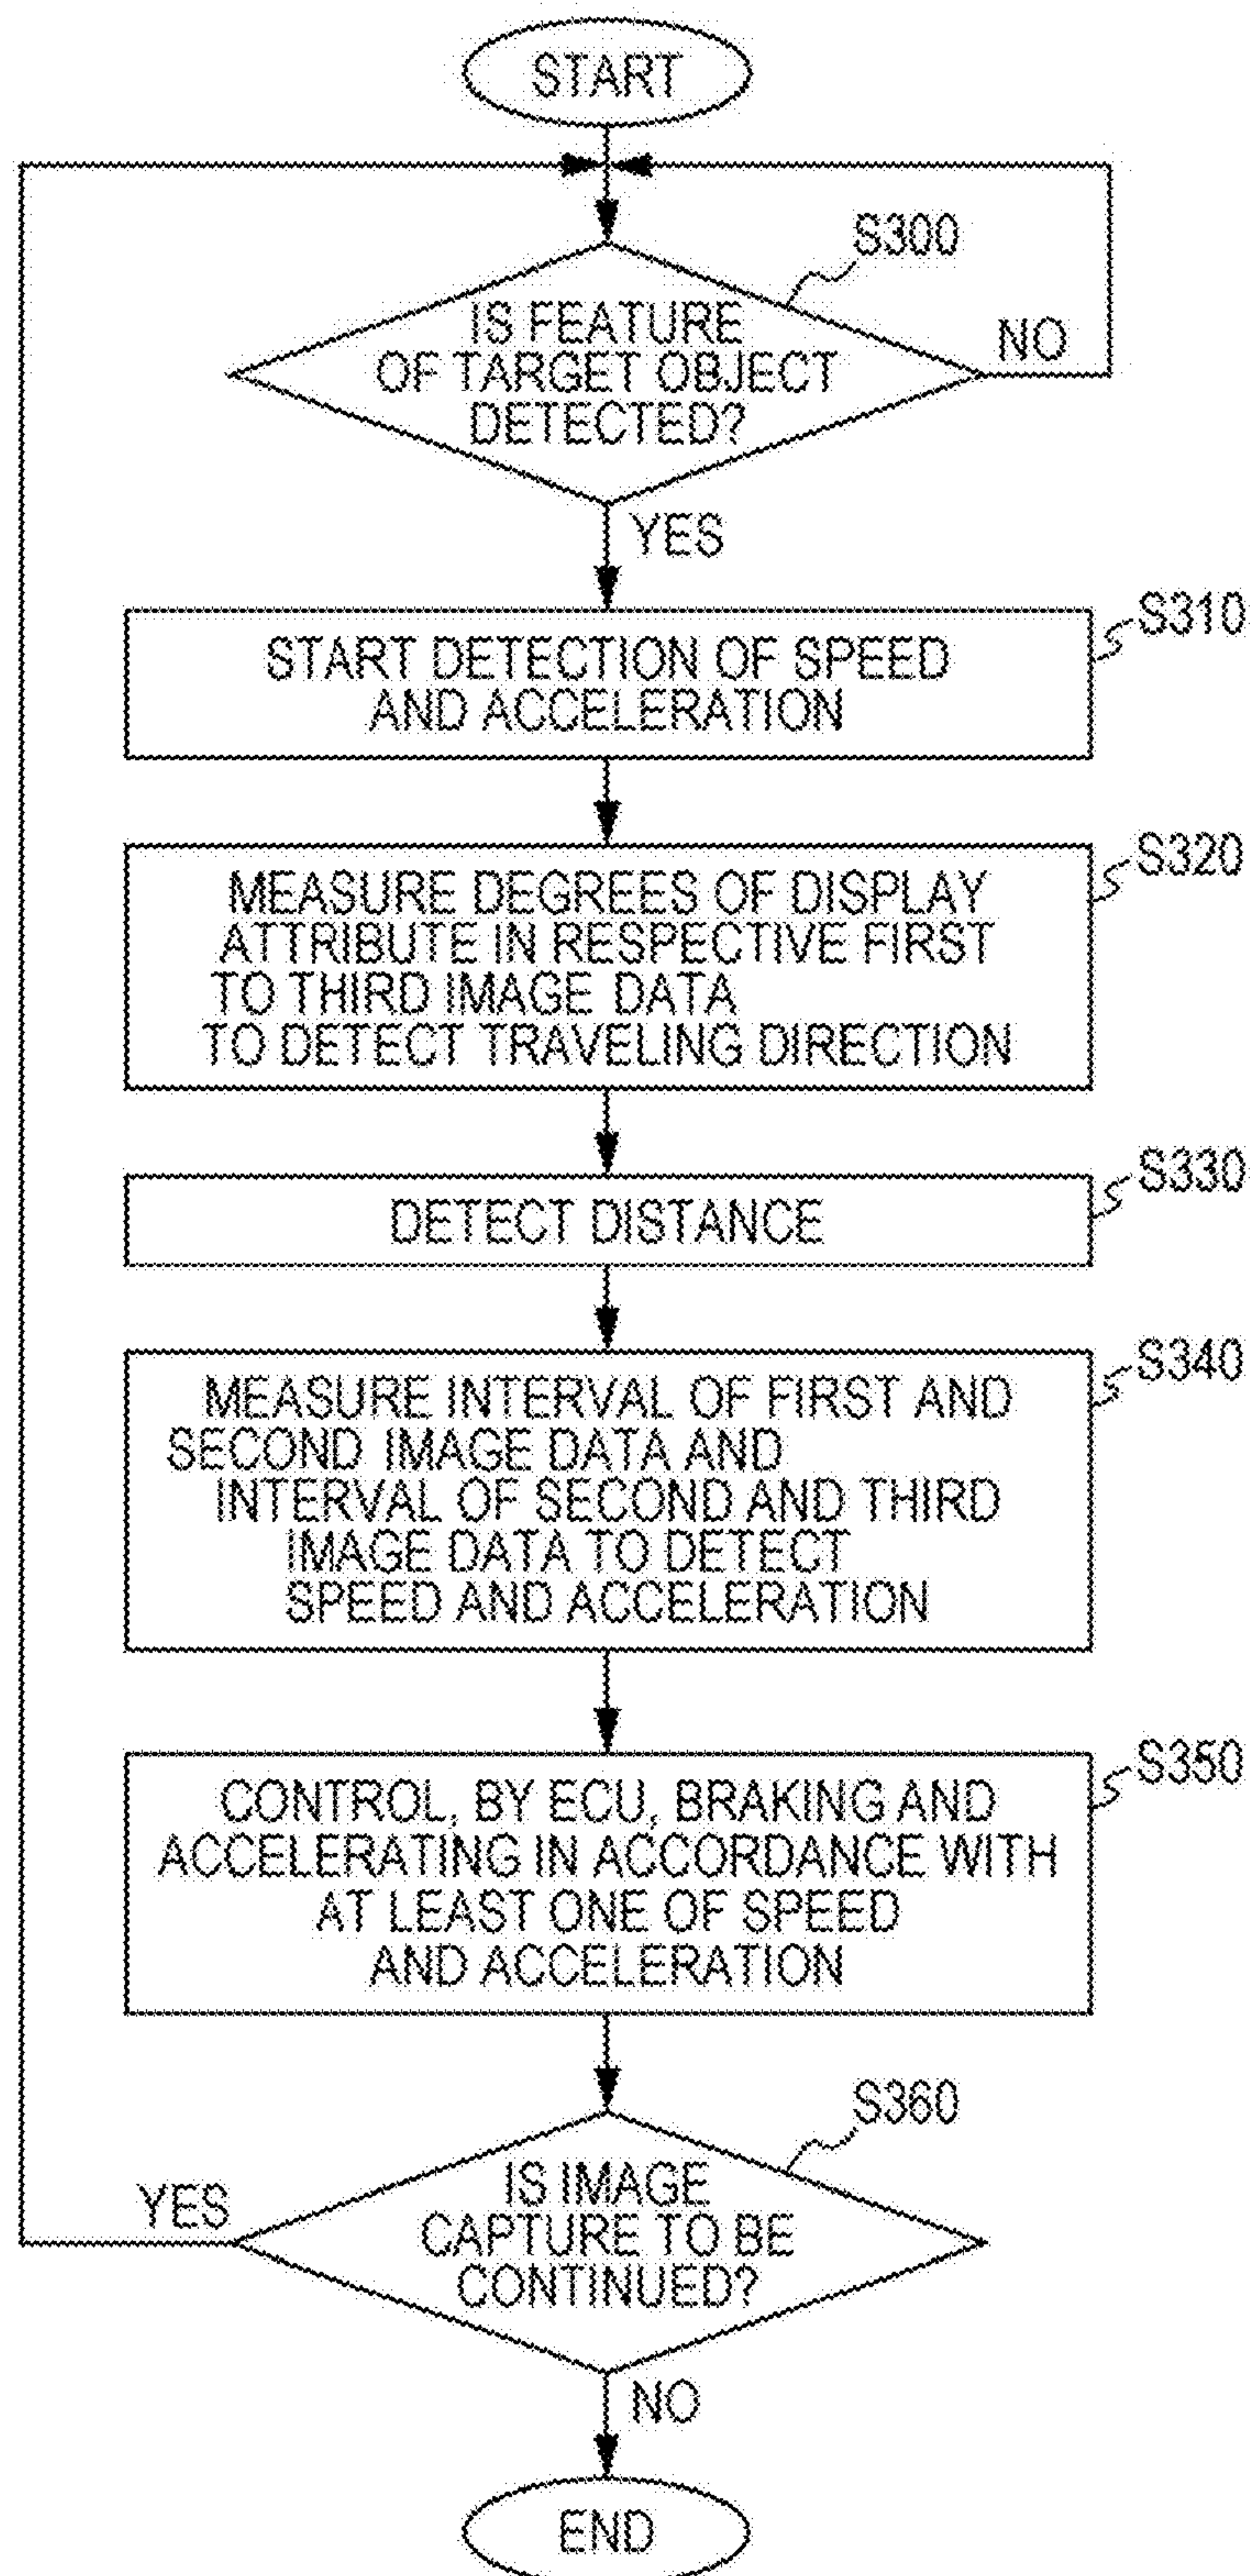 START
S300
IS FEATURE
OF TARGET OBJECT
DETECTED?
NO
YES
S310
START DETECTION OF SPEED
AND ACCELERATION
S320
MEASURE DEGREES OF DISPLAY
ATTRIBUTE IN RESPECTIVE FIRST
TO THIRD IMAGE DATA
TO DETECT TRAVELING DIRECTION
S330
DETECT DISTANCE
S340
MEASURE INTERVAL OF FIRST AND
SECOND IMAGE DATA AND
INTERVAL OF SECOND AND THIRD
IMAGE DATA TO DETECT
SPEED AND ACCELERATION
S350
CONTROL, BY ECU, BRAKING AND
ACCELERATING IN ACCORDANCE WITH
AT LEAST ONE OF SPEED
AND ACCELERATION
S360
YES
IS IMAGE
CAPTURE TO BE
CONTINUED?
NO
END